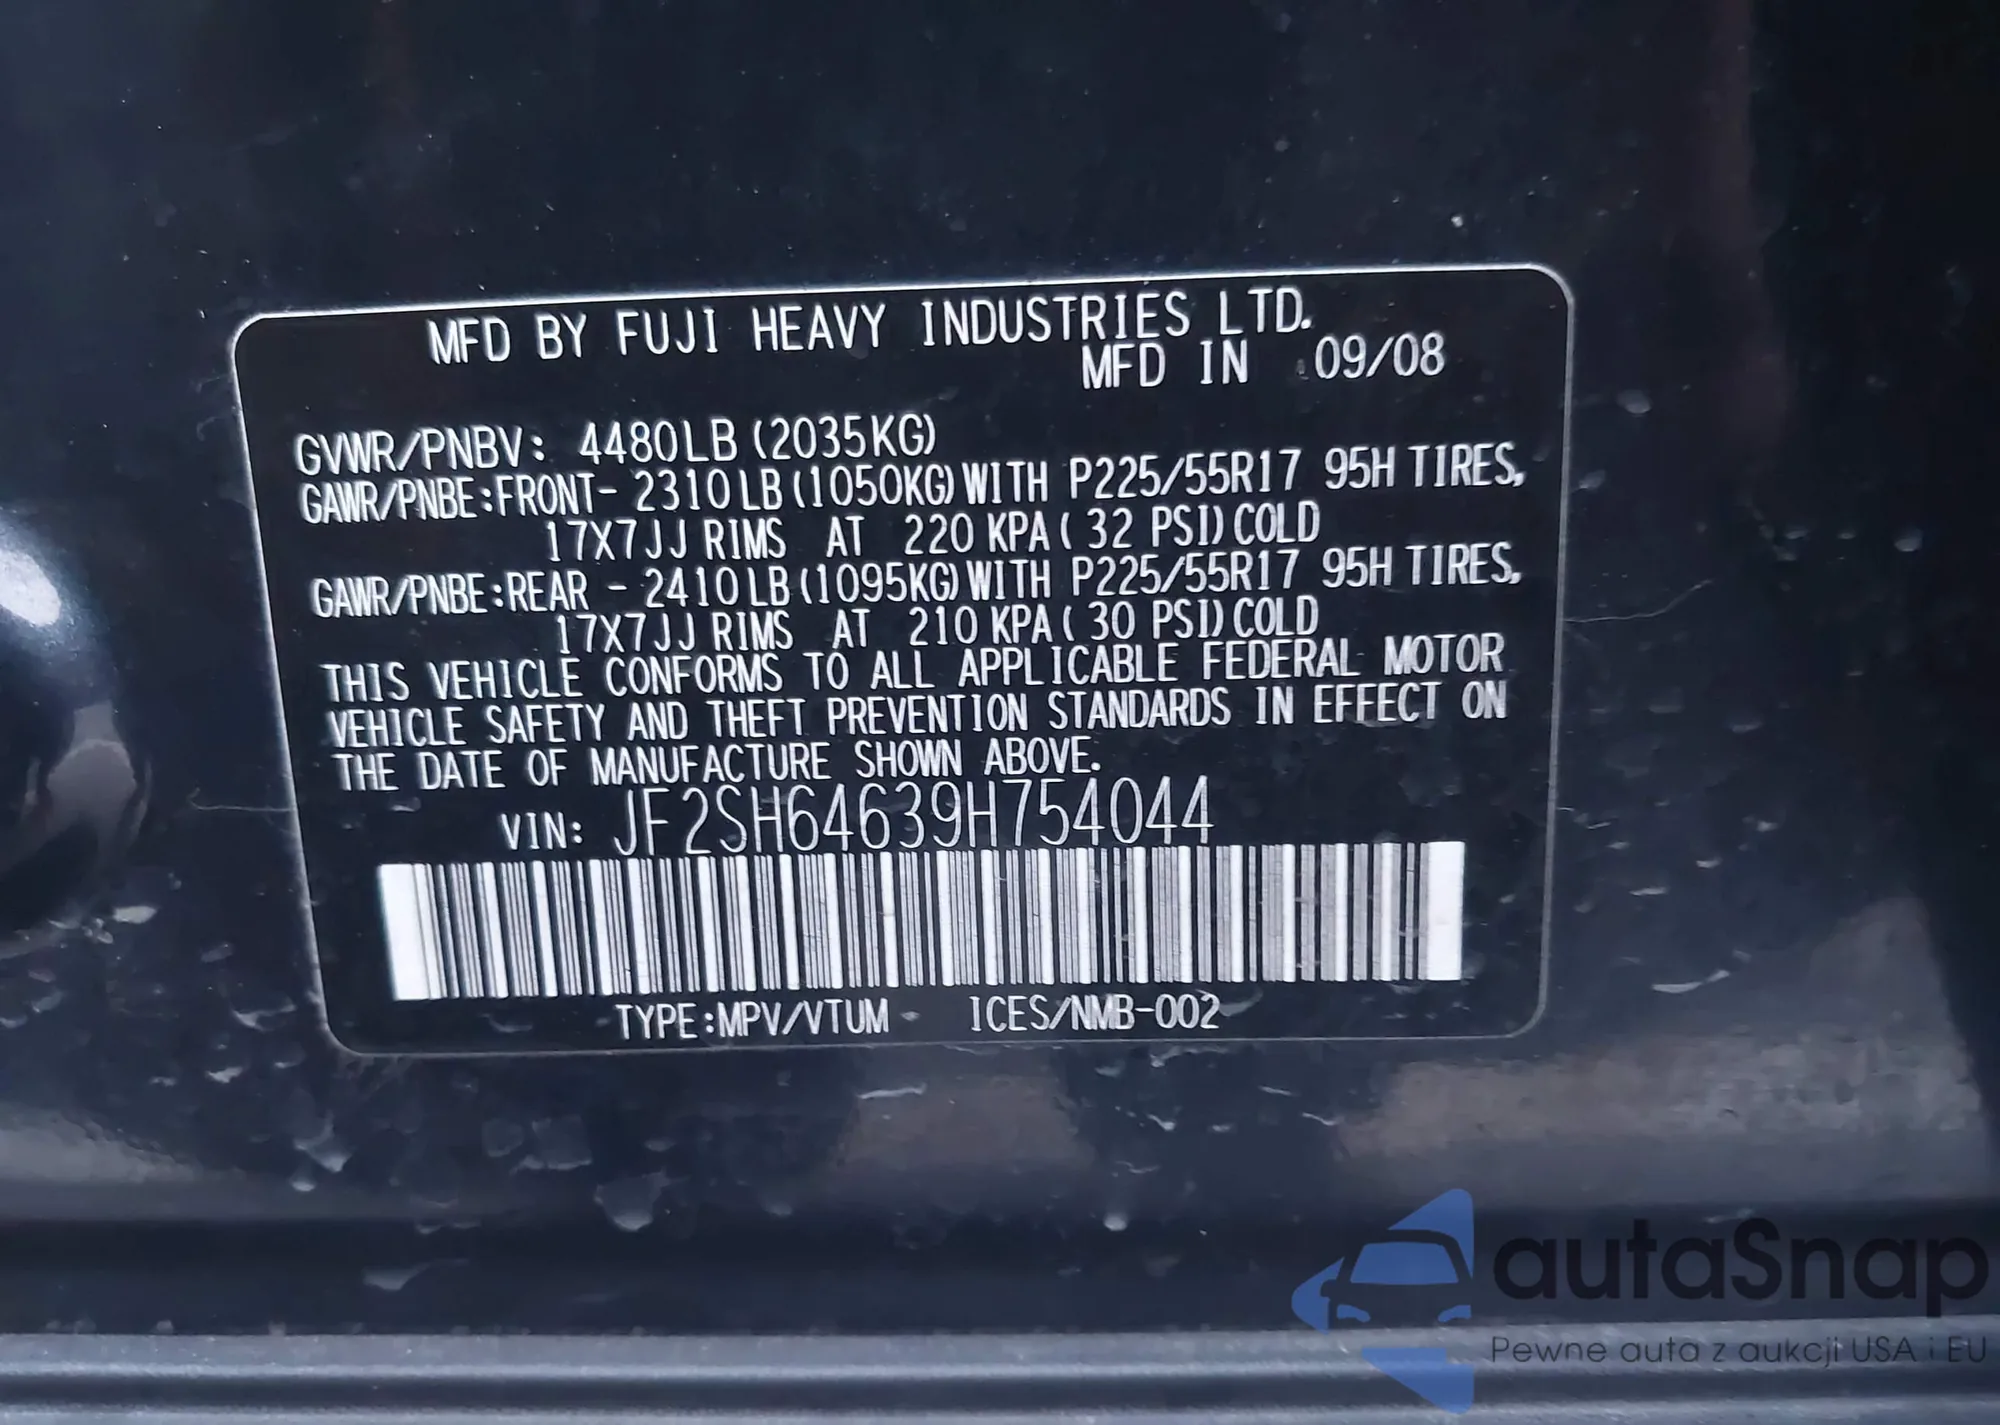 MFD BY FUJI HEAVY INDUSTRIES LTD.
MFD IN 09/08
GVWR/PNBV: 4480LB (2035KG)
GAWR/PNBE:FRONT- 2310LB (1050KG) WITH P225/55R17 95H TIRES,
17X7JJ RIMS AT 220 KPA ( 32 PSI) COLD
GAWR/PNBE:REAR - 2410LB (1095KG) WITH P225/55R17 95H TIRES,
17X7JJ RIMS AT 210 KPA ( 30 PSI) COLD
THIS VEHICLE CONFORMS TO ALL APPLICABLE FEDERAL MOTOR
VEHICLE SAFETY AND THEFT PREVENTION STANDARDS IN EFFECT ON
THE DATE OF MANUFACTURE SHOWN ABOVE.
VIN: JF2SH64639H754044
TYPE:MPV/VTUM ICES/NMB-002
autaSnap
Pewne auta z aukcji USA i EU